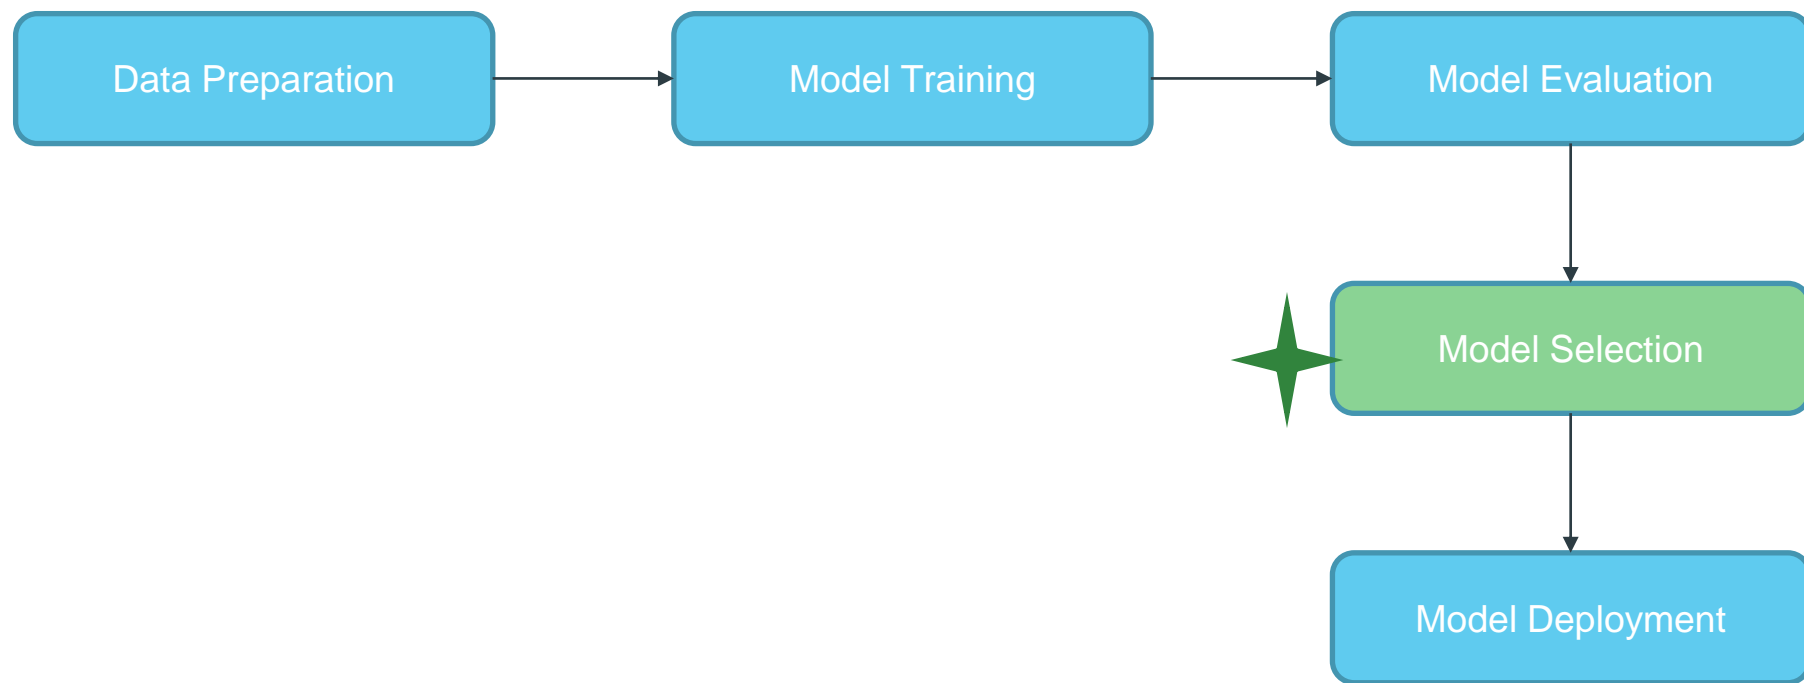 Data Preparation
Model Training
Model Evaluation
Model Selection
Model Deployment